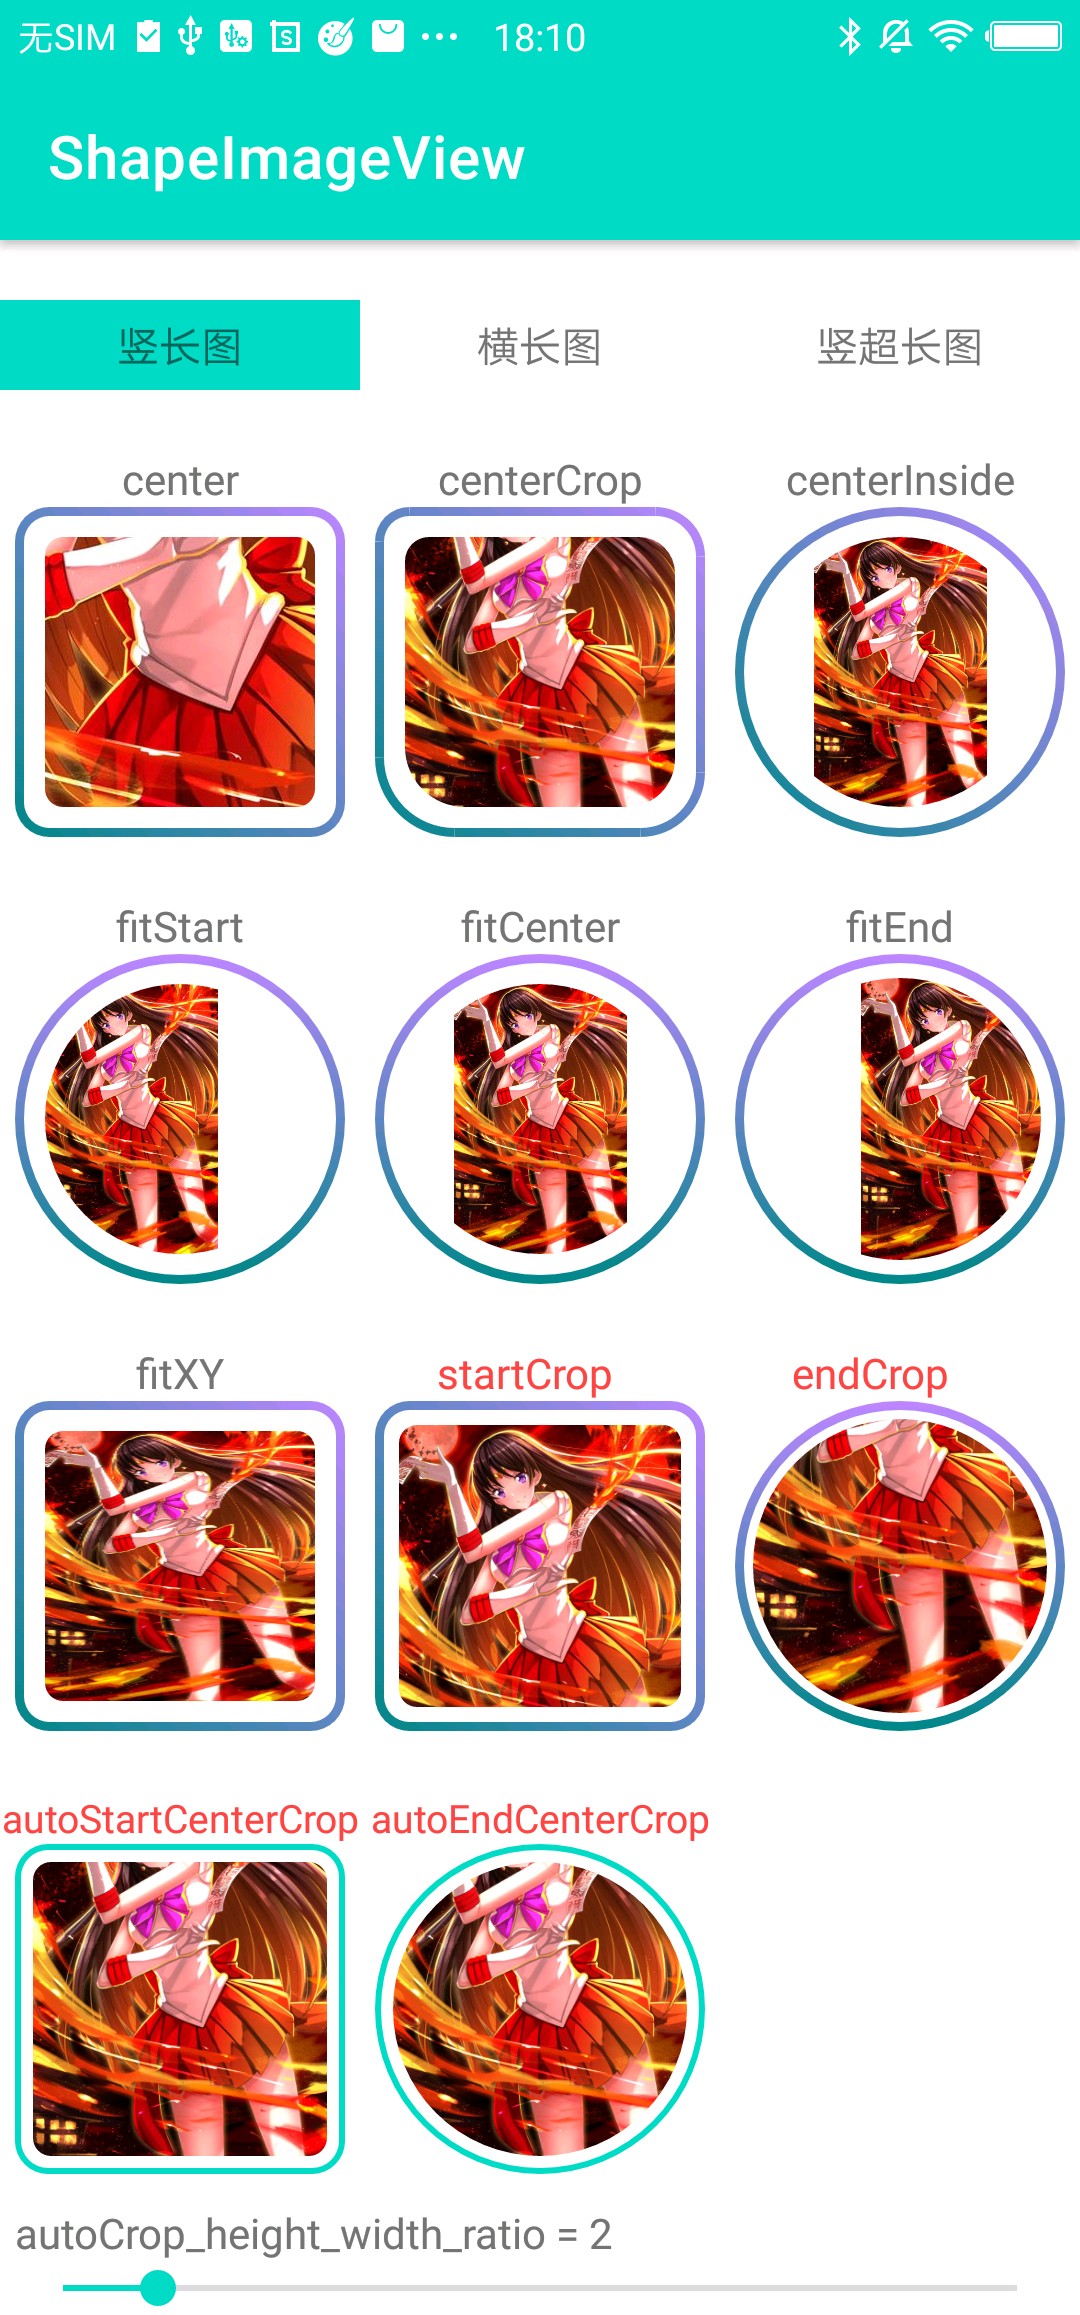 无SIM 18:10
ShapeImageView
竖长图 横长图 竖超长图
center centerCrop centerInside
fitStart fitCenter fitEnd
fitXY startCrop endCrop
autoStartCenterCrop autoEndCenterCrop
autoCrop_height_width_ratio = 2